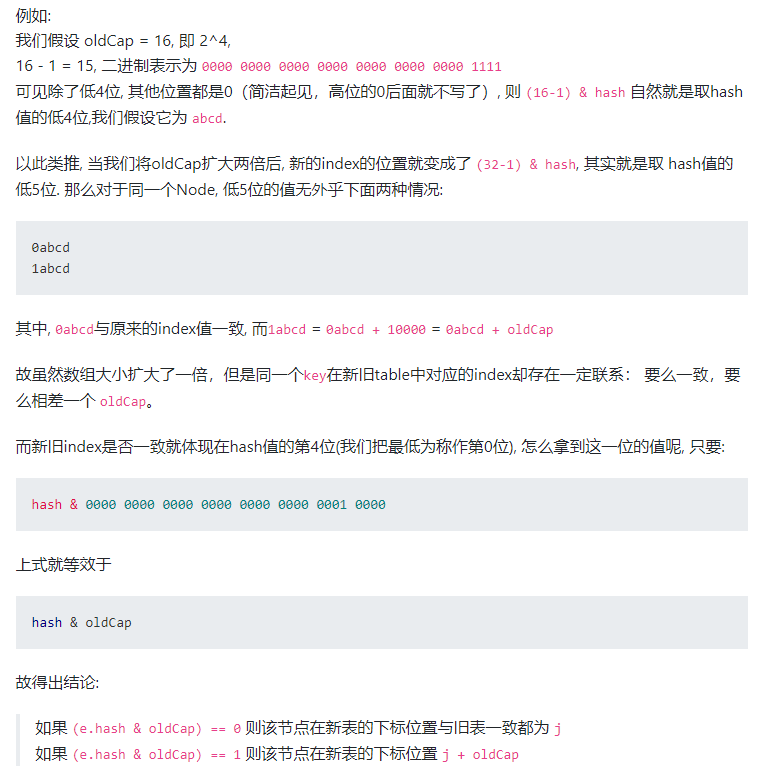 例如:
我们假设 oldCap = 16, 即 2^4,
16 - 1 = 15, 二进制表示为 0000 0000 0000 0000 0000 0000 0000 1111
可见除了低4位, 其他位置都是0（简洁起见，高位的0后面就不写了）, 则 (16-1) & hash 自然就是取hash
值的低4位,我们假设它为 abcd.
以此类推, 当我们将oldCap扩大两倍后, 新的index的位置就变成了 (32-1) & hash, 其实就是取 hash值的
低5位. 那么对于同一个Node, 低5位的值无外乎下面两种情况:
0abcd
1abcd
其中, 0abcd与原来的index值一致, 而1abcd = 0abcd + 10000 = 0abcd + oldCap
故虽然数组大小扩大了一倍，但是同一个key在新旧table中对应的index却存在一定联系： 要么一致，要
么相差一个 oldCap。
而新旧index是否一致就体现在hash值的第4位(我们把最低为称作第0位), 怎么拿到这一位的值呢, 只要:
hash & 0000 0000 0000 0000 0000 0000 0001 0000
上式就等效于
hash & oldCap
故得出结论:
如果 (e.hash & oldCap) == 0 则该节点在新表的下标位置与旧表一致都为 j
如果 (e.hash & oldCap) == 1 则该节点在新表的下标位置 j + oldCap